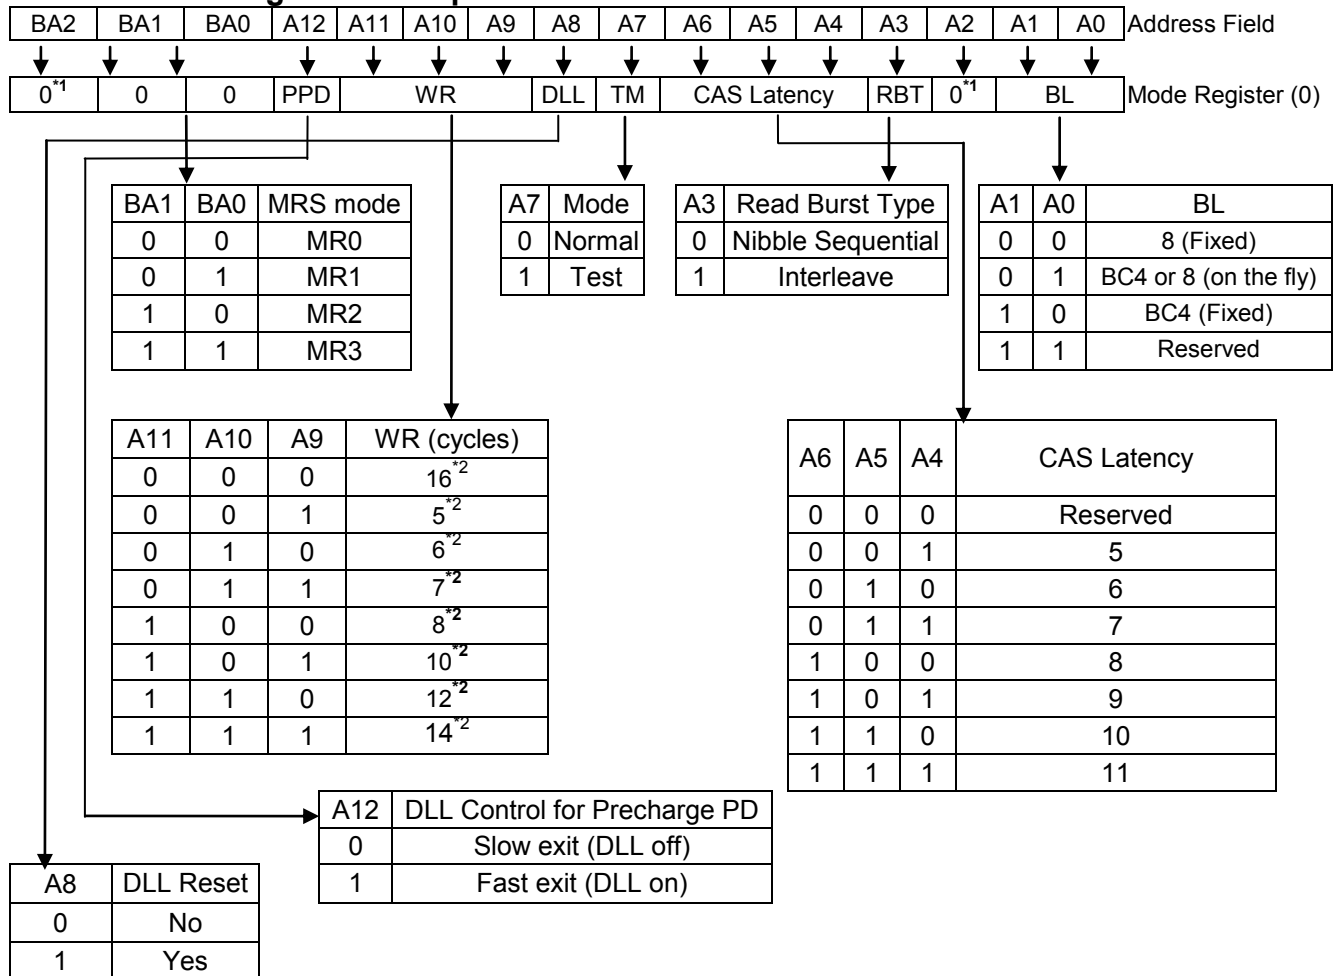 BA2 BA1 BA0 A12 A11 A10 A9 A8 A7 A6 A5 A4 A3 A2 A1 A0 Address Field
0*1 0 0 PPD WR DLL TM CAS Latency RBT 0*1 BL Mode Register (0)
BA1 BA0 MRS mode
0 0 MR0
0 1 MR1
1 0 MR2
1 1 MR3
A7 Mode
0 Normal
1 Test
A3 Read Burst Type
0 Nibble Sequential
1 Interleave
A1 A0 BL
0 0 8 (Fixed)
0 1 BC4 or 8 (on the fly)
1 0 BC4 (Fixed)
1 1 Reserved
A11 A10 A9 WR (cycles)
0 0 0 16*2
0 0 1 5*2
0 1 0 6*2
0 1 1 7*2
1 0 0 8*2
1 0 1 10*2
1 1 0 12*2
1 1 1 14*2
A6 A5 A4 CAS Latency
0 0 0 Reserved
0 0 1 5
0 1 0 6
0 1 1 7
1 0 0 8
1 0 1 9
1 1 0 10
1 1 1 11
A12 DLL Control for Precharge PD
0 Slow exit (DLL off)
1 Fast exit (DLL on)
A8 DLL Reset
0 No
1 Yes